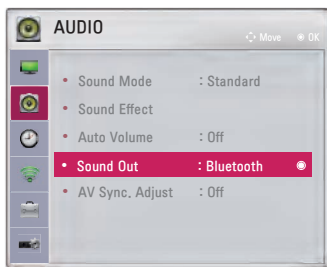 AUDIO
Move OK
• Sound Mode : Standard
• Sound Effect
• Auto Volume : Off
• Sound Out : Bluetooth
• AV Sync. Adjust : Off